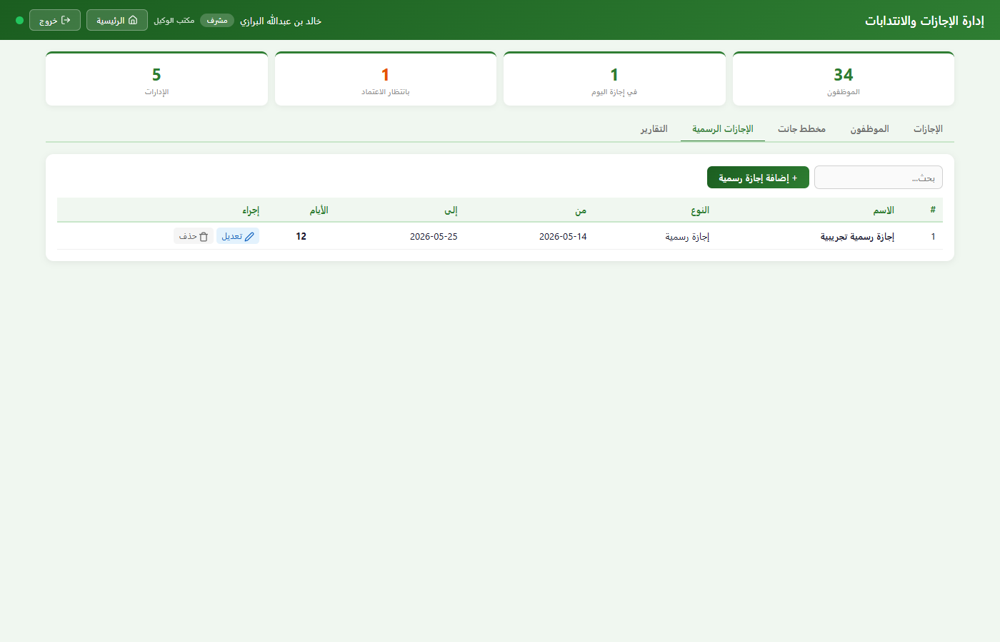 إدارة الإجازات والانتدابات
خالد بن عبدالله البرازي مشرف مكتب الوكيل الرئيسية خروج
34
الموظفون
1
في إجازة اليوم
1
بانتظار الاعتماد
5
الإدارات
الإجازات الموظفون مخطط جانت الإجازات الرسمية التقارير
بحث... + إضافة إجازة رسمية
# الاسم النوع من إلى الأيام إجراء
1 إجازة رسمية تجريبية إجازة رسمية 2026-05-14 2026-05-25 12 تعديل حذف